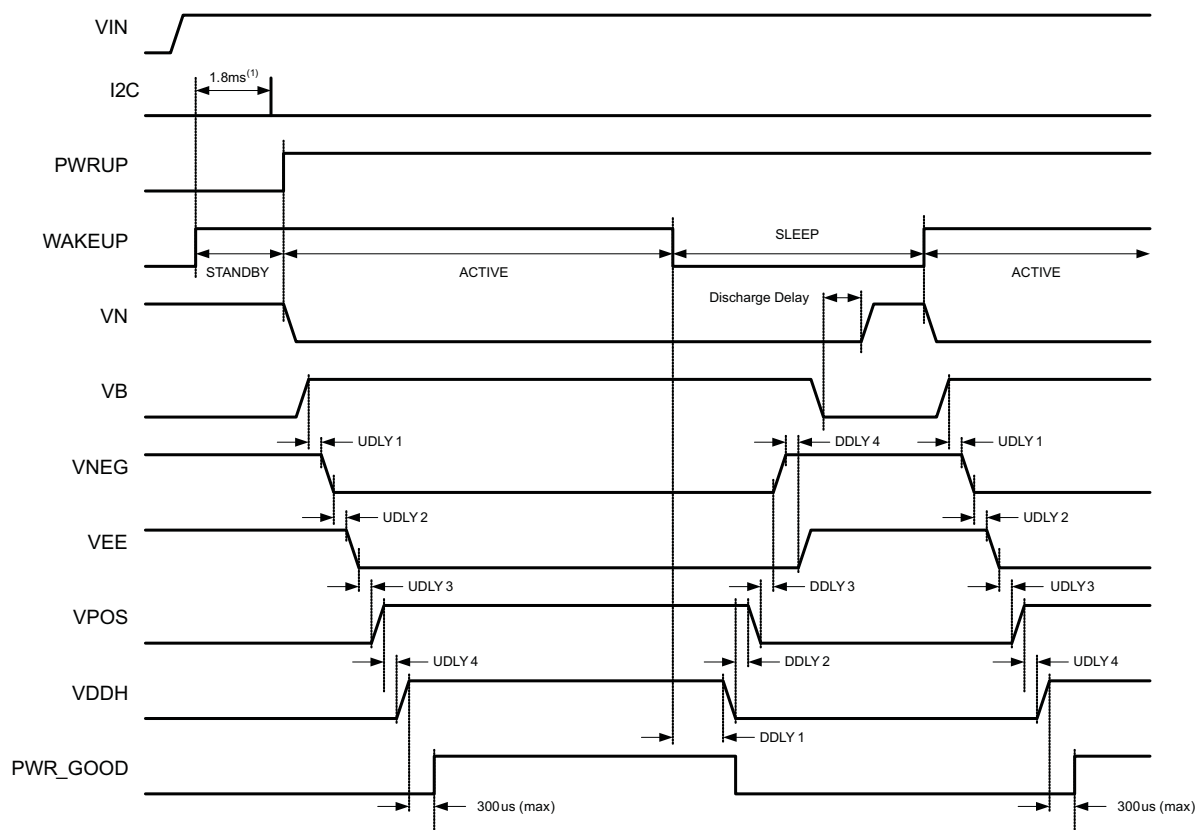 VIN
1.8ms(1)
I2C
PWRUP
WAKEUP
SLEEP
STANDBY
ACTIVE
ACTIVE
Discharge Delay
VN
VB
UDLY 1
DDLY 4
UDLY 1
VNEG
UDLY 2
UDLY 2
VEE
UDLY 3
DDLY 3
UDLY 3
VPOS
UDLY 4
DDLY 2
UDLY 4
VDDH
DDLY 1
PWR_GOOD
300us (max)
300us (max)